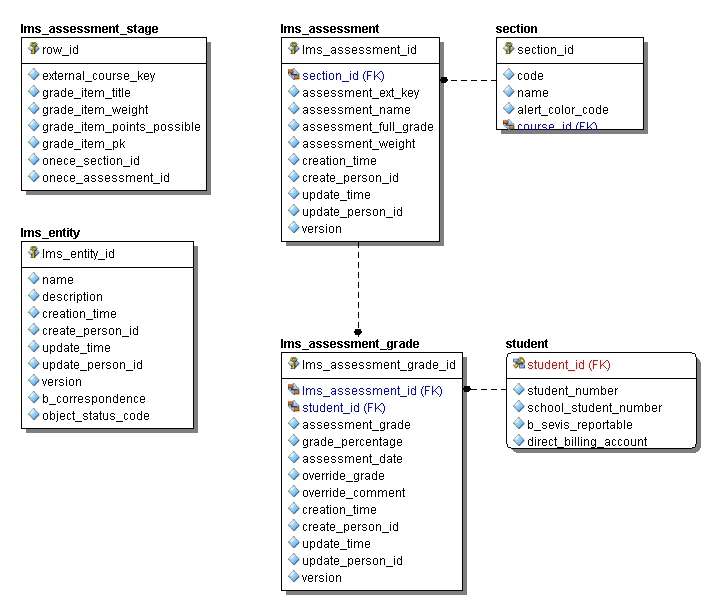 lms_assessment_stage
row_id
external_course_key
grade_item_title
grade_item_weight
grade_item_points_possible
grade_item_pk
onece_section_id
onece_assessment_id
lms_assessment
lms_assessment_id
section_id (FK)
assessment_ext_key
assessment_name
assessment_full_grade
assessment_weight
creation_time
create_person_id
update_time
update_person_id
version
section
section_id
code
name
alert_color_code
course_id (FK)
lms_entity
lms_entity_id
name
description
creation_time
create_person_id
update_time
update_person_id
version
b_correspondence
object_status_code
lms_assessment_grade
lms_assessment_grade_id
lms_assessment_id (FK)
student_id (FK)
assessment_grade
grade_percentage
assessment_date
override_grade
override_comment
creation_time
create_person_id
update_time
update_person_id
version
student
student_id (FK)
student_number
school_student_number
b_sevis_reportable
direct_billing_account